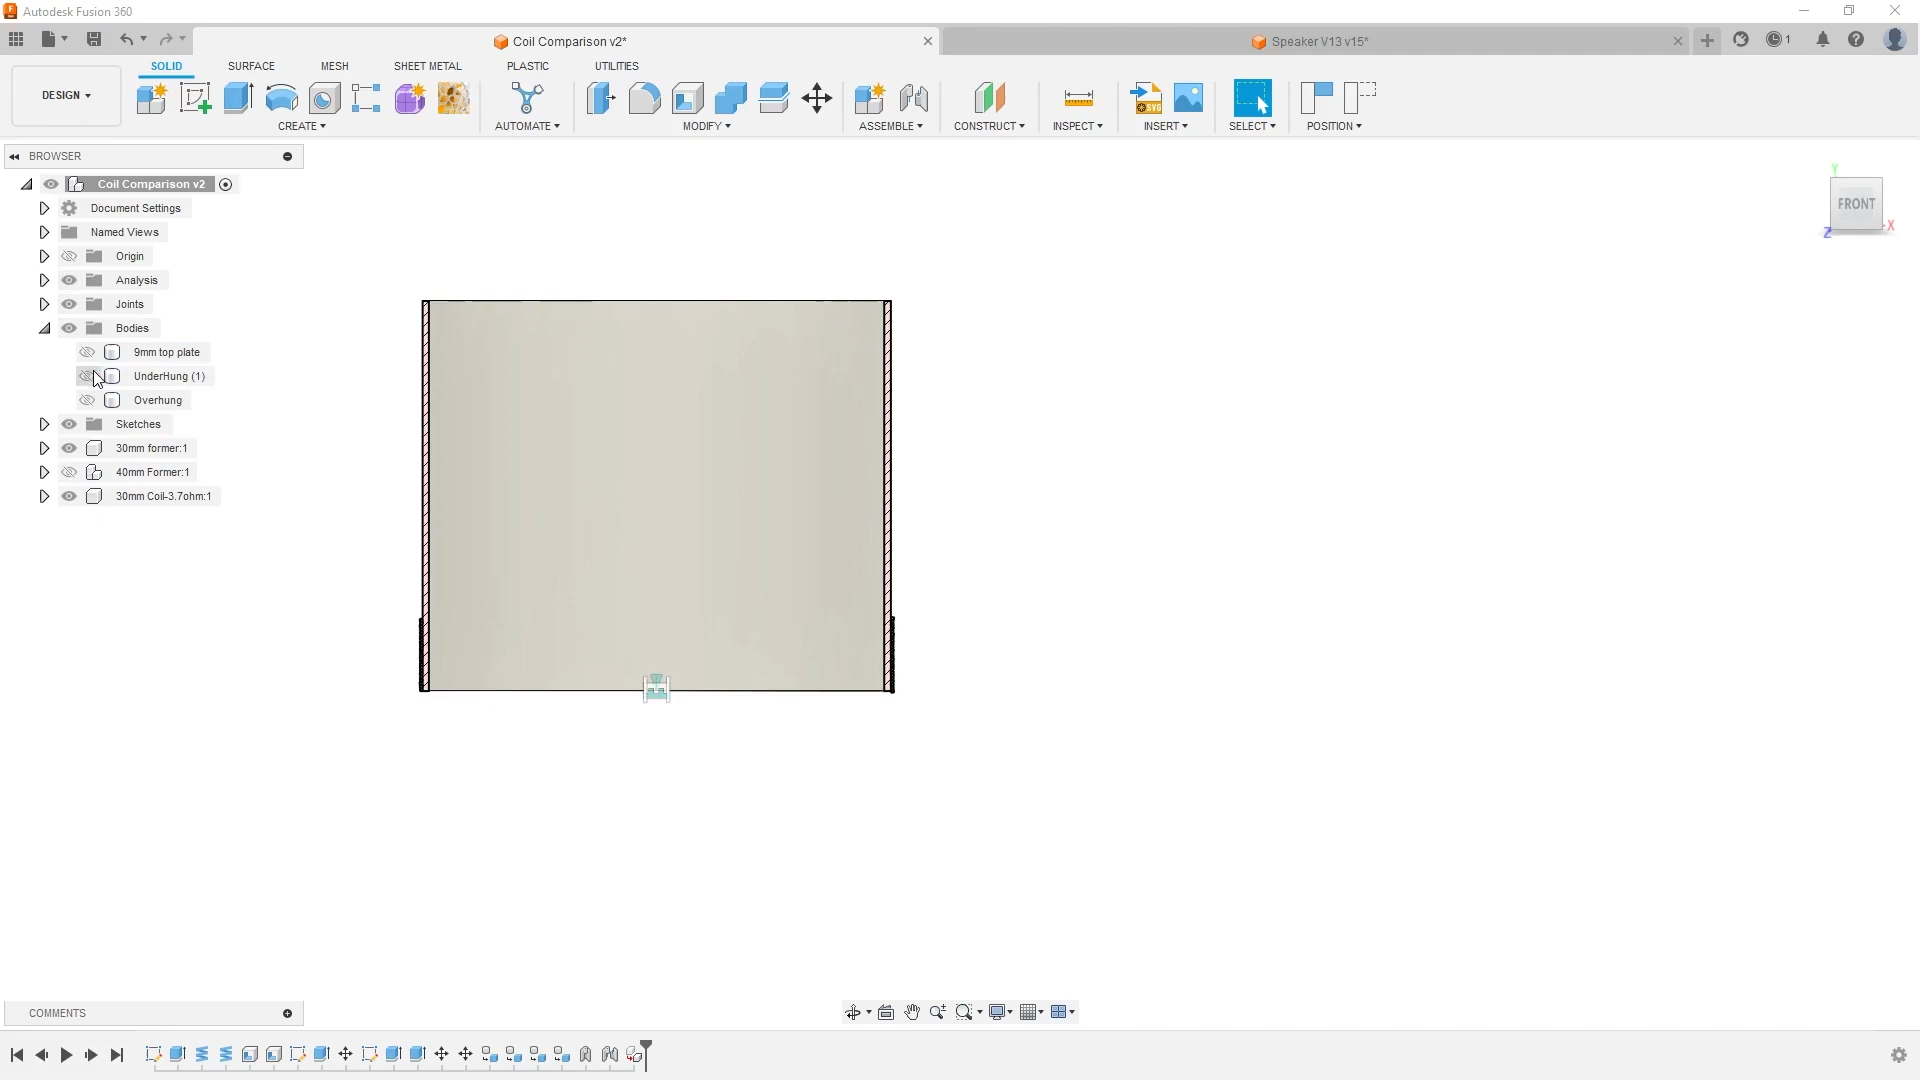 Autodesk Fusion 360
Coil Comparison v2*
Speaker V13 v15*
1
DESIGN
SOLID
SURFACE
MESH
SHEET METAL
PLASTIC
UTILITIES
CREATE
AUTOMATE
MODIFY
ASSEMBLE
CONSTRUCT
INSPECT
INSERT
SELECT
POSITION
SVG
BROWSER
Coil Comparison v2
Document Settings
Named Views
Origin
Analysis
Joints
Bodies
9mm top plate
UnderHung (1)
Overhung
Sketches
30mm former:1
40mm Former:1
30mm Coil-3.7ohm:1
Y
FRONT
X
Z
COMMENTS